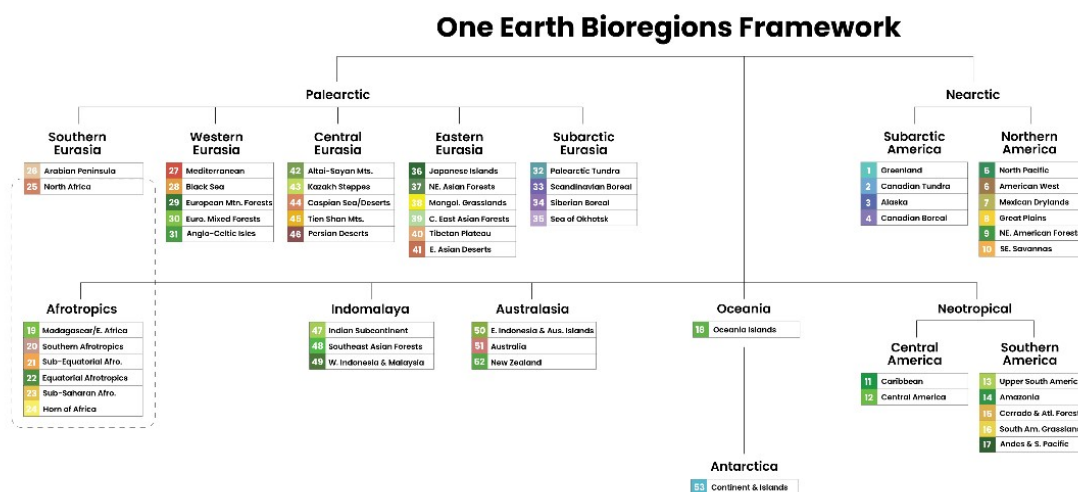 One Earth Bioregions Framework
Palearctic
Nearctic
Southern
Eurasia
26 Arabian Peninsula
25 North Africa
Western
Eurasia
27 Mediterranean
28 Black Sea
29 European Mtn. Forests
30 Euro. Mixed Forests
31 Anglo-Celtic Isles
Central
Eurasia
42 Altai-Sayan Mts.
43 Kazakh Steppes
44 Caspian Sea/Deserts
45 Tien Shan Mts.
46 Persian Deserts
Eastern
Eurasia
36 Japanese Islands
37 NE. Asian Forests
38 Mangol. Grasslands
39 C. East Asian Forests
40 Tibetan Plateau
41 E. Asian Deserts
Subarctic
Eurasia
32 Palearctic Tundra
33 Scandinavian Boreal
34 Siberian Boreal
35 Sea of Okhotsk
Subarctic
America
1 Greenland
2 Canadian Tundra
3 Alaska
4 Canadian Boreal
Northern
America
5 North Pacific
6 American West
7 Mexican Drylands
8 Great Plains
9 NE. American Forests
10 SE. Savannas
Afrotropics
19 Madagascar/E. Africa
20 Southern Afrotropics
21 Sub-Equatorial Afro.
22 Equatorial Afrotropics
23 Sub-Saharan Afro.
24 Horn of Africa
Indomalaya
47 Indian Subcontinent
48 Southeast Asian Forests
49 W. Indonesia & Malaysia
Australasia
50 E. Indonesia & Aus. Islands
51 Australia
52 New Zealand
Oceania
18 Oceania Islands
Neotropical
Central
America
11 Caribbean
12 Central America
Southern
America
13 Upper South Americ
14 Amazonia
15 Cerrado & Atl. Forest
16 South Am. Grassland
17 Andes & S. Pacific
Antarctica
53 Continent & Islands